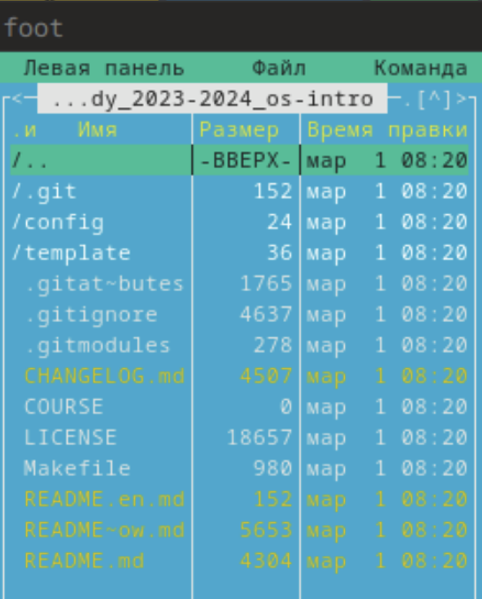 foot
Левая панель Файл Команда
<— ...dy_2023-2024_os-intro —.[^]>
.и Имя Размер Время правки
/.. -ВВЕРХ- мар 1 08:20
/.git 152 мар 1 08:20
/config 24 мар 1 08:20
/template 36 мар 1 08:20
.gitat~butes 1765 мар 1 08:20
.gitignore 4637 мар 1 08:20
.gitmodules 278 мар 1 08:20
CHANGELOG.md 4507 мар 1 08:20
COURSE 0 мар 1 08:20
LICENSE 18657 мар 1 08:20
Makefile 980 мар 1 08:20
README.en.md 152 мар 1 08:20
README~ow.md 5653 мар 1 08:20
README.md 4304 мар 1 08:20